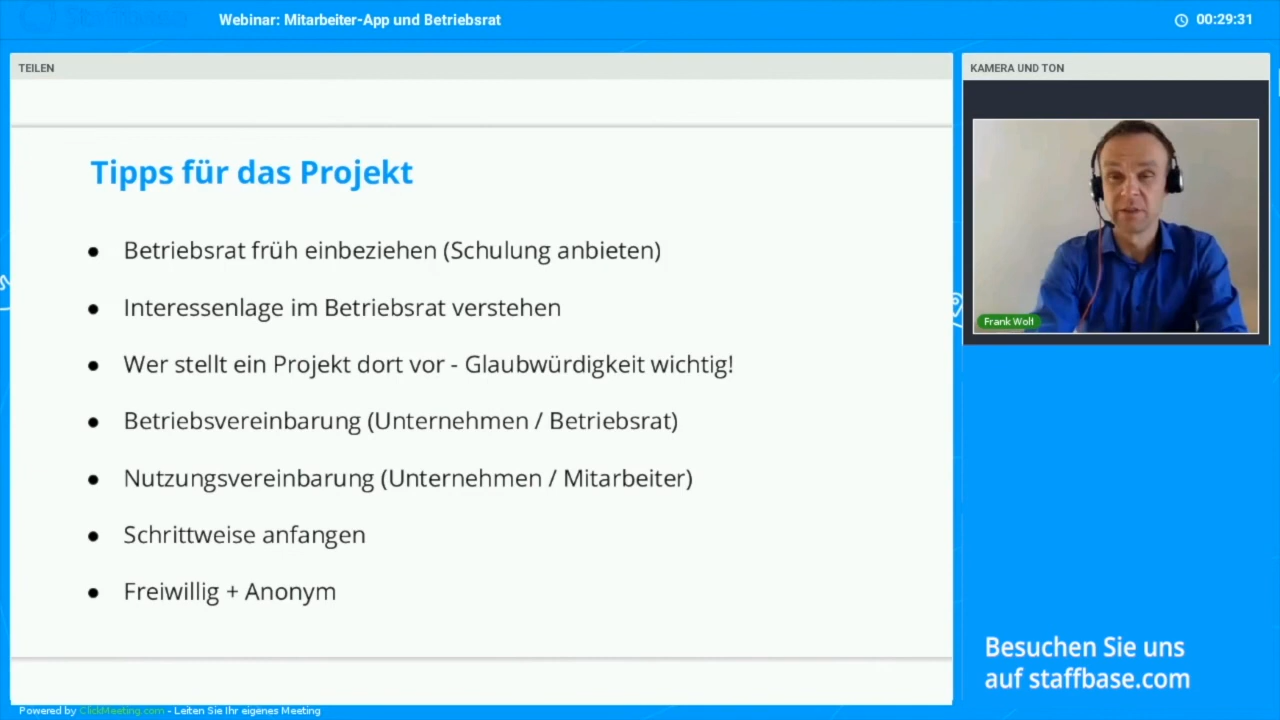 Staffbase
Webinar: Mitarbeiter-App und Betriebsrat
00:29:31
TEILEN
KAMERA UND TON
Tipps für das Projekt
● Betriebsrat früh einbeziehen (Schulung anbieten)
● Interessenlage im Betriebsrat verstehen
● Wer stellt ein Projekt dort vor - Glaubwürdigkeit wichtig!
● Betriebsvereinbarung (Unternehmen / Betriebsrat)
● Nutzungsvereinbarung (Unternehmen / Mitarbeiter)
● Schrittweise anfangen
● Freiwillig + Anonym
Frank Wolf
Besuchen Sie uns
auf staffbase.com
Powered by ClickMeeting.com - Leiten Sie Ihr eigenes Meeting